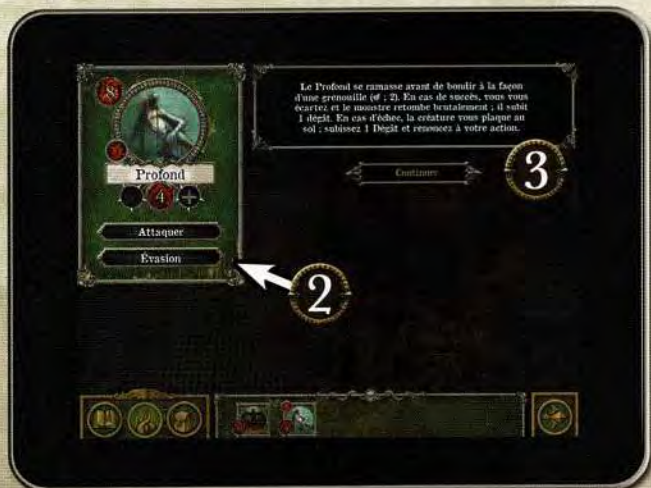 8
Profond
4
Attaquer
Évasion
2
Le Profond se ramasse avant de bondir à la façon
d'une grenouille ( ; 2). En cas de succès, vous vous
écartez et le monstre retombe brutalement ; il subit
1 dégât. En cas d'échec, la créature vous plaque au
sol ; subissez 1 Dégât et renoncez à votre action.
Continuer
3